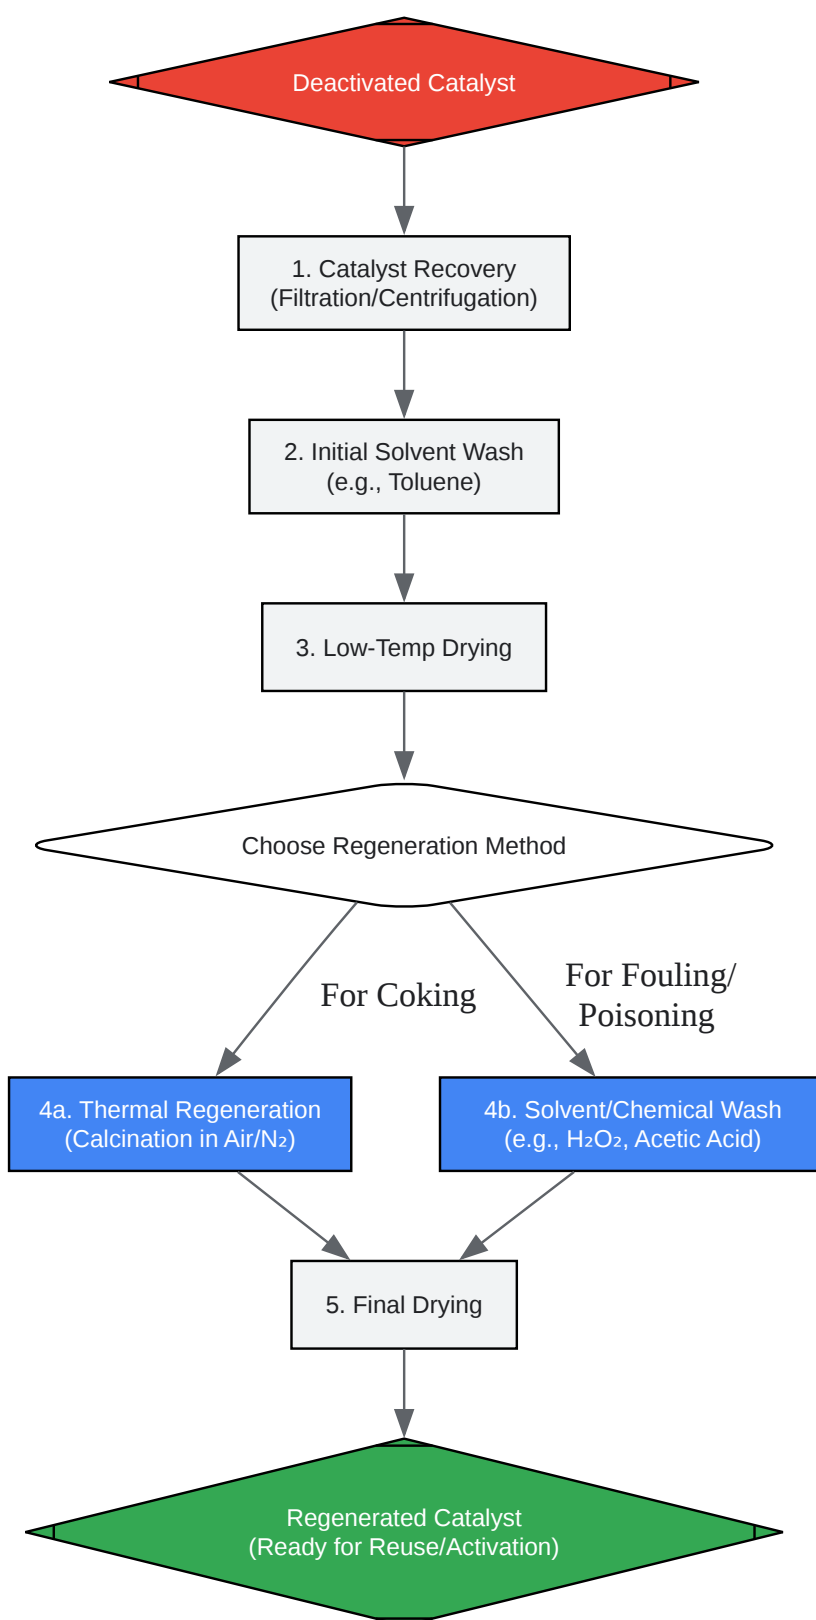 Deactivated Catalyst
1. Catalyst Recovery
(Filtration/Centrifugation)
2. Initial Solvent Wash
(e.g., Toluene)
3. Low-Temp Drying
Choose Regeneration Method
For Coking
For Fouling/
Poisoning
4a. Thermal Regeneration
(Calcination in Air/N₂)
4b. Solvent/Chemical Wash
(e.g., H₂O₂, Acetic Acid)
5. Final Drying
Regenerated Catalyst
(Ready for Reuse/Activation)